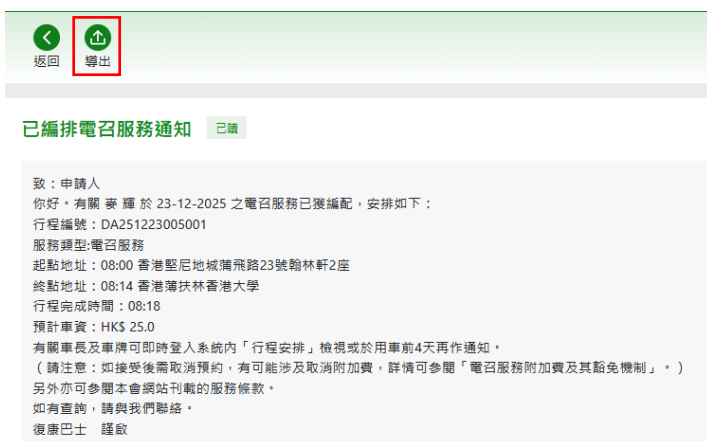 返回 導出
已編排電召服務通知 已讀
致：申請人
你好。有關 麥 輝 於 23-12-2025 之電召服務已獲編配，安排如下：
行程編號：DA251223005001
服務類型:電召服務
起點地址：08:00 香港堅尼地城蒲飛路23號翰林軒2座
終點地址：08:14 香港薄扶林香港大學
行程完成時間：08:18
預計車資：HK$ 25.0
有關車長及車牌可即時登入系統內「行程安排」檢視或於用車前4天再作通知。
（請注意：如接受後需取消預約，有可能涉及取消附加費，詳情可參閱「電召服務附加費及其豁免機制」。）
另外亦可參閱本會網站刊載的服務條款。
如有查詢，請與我們聯絡。
復康巴士 謹啟